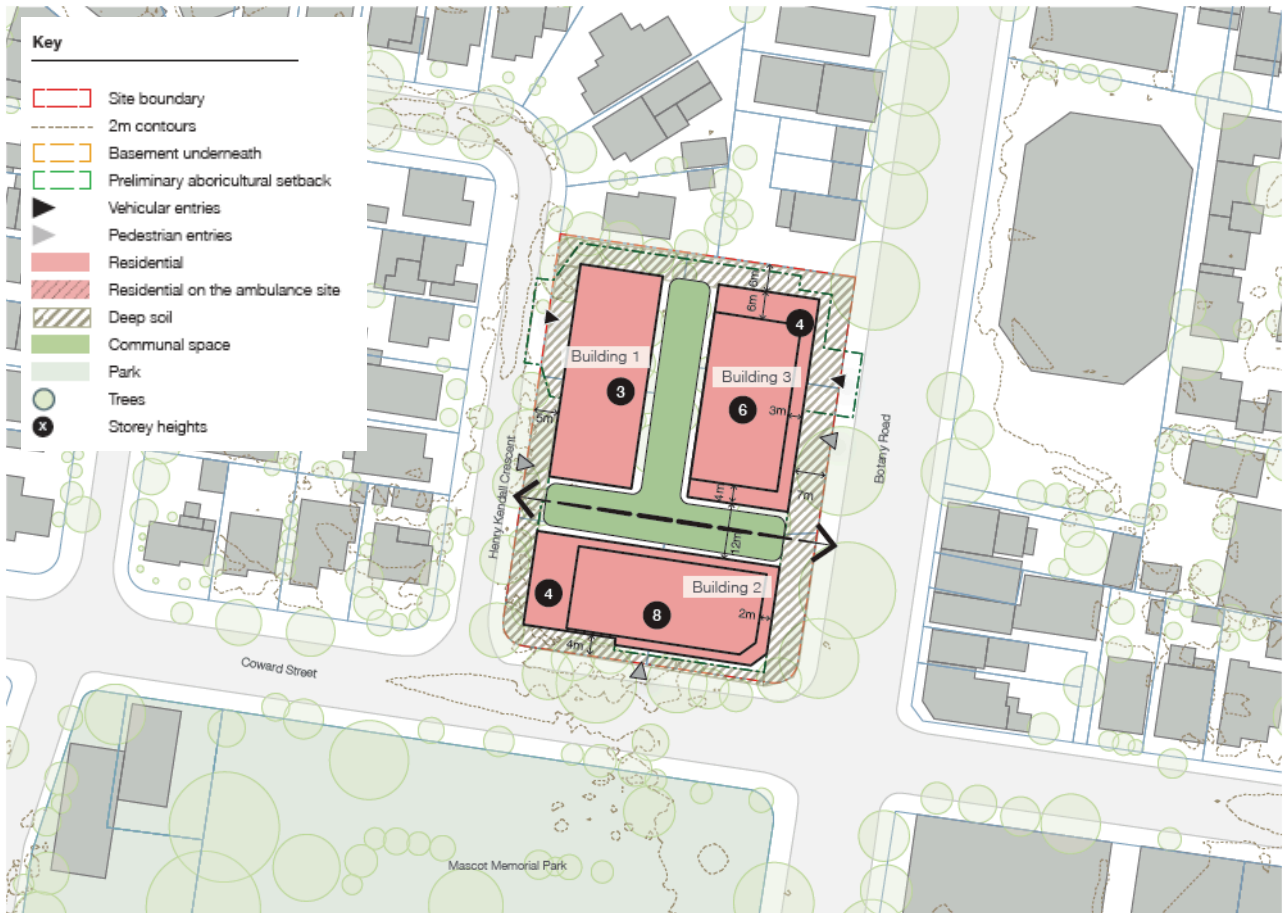 Key
Site boundary
2m contours
Basement underneath
Preliminary aboricultural setback
Vehicular entries
Pedestrian entries
Residential
Residential on the ambulance site
Deep soil
Communal space
Park
Trees
X Storey heights
6m
6m
4
Building 1
3
Building 3
6
3m
5m
Henry Kendall Crescent
Botany Road
7m
4m
12m
Building 2
4
8
2m
4m
Coward Street
Mascot Memorial Park